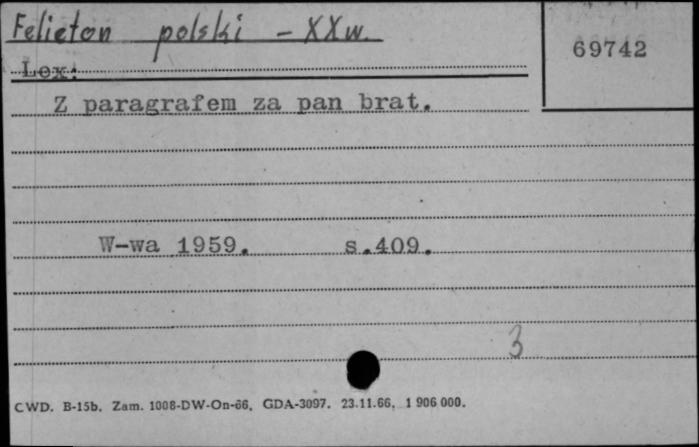 Felieton polski - XXw.
69742
Lex:
Z paragrafem za pan brat.
W-wa 1959. s.409.
3
CWD. B-15b. Zam. 1008-DW-On-66, GDA-3097. 23.11.66, 1 906 000.